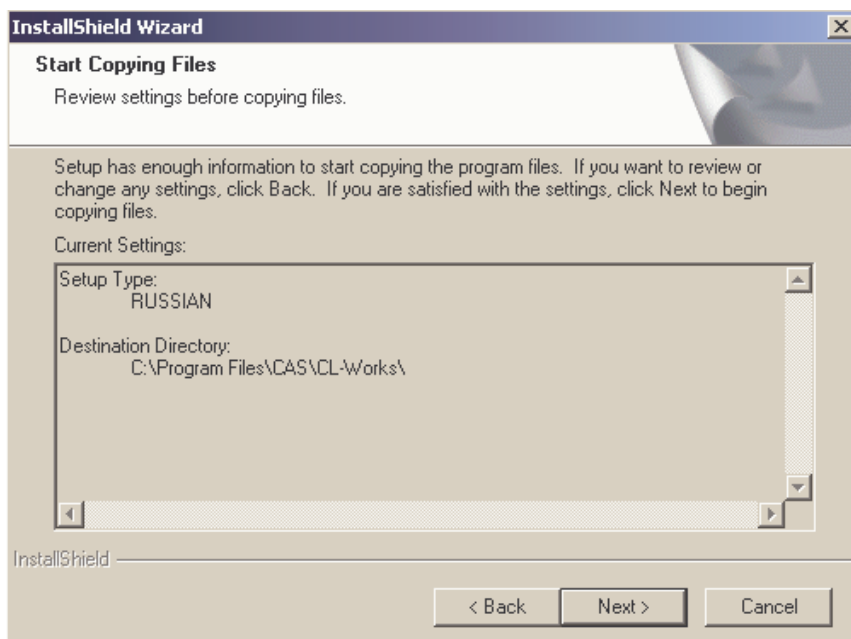 InstallShield Wizard
Start Copying Files
Review settings before copying files.
Setup has enough information to start copying the program files.  If you want to review or
change any settings, click Back.  If you are satisfied with the settings, click Next to begin
copying files.
Current Settings:
Setup Type:
RUSSIAN
Destination Directory:
C:\Program Files\CAS\CL-Works\
InstallShield
< Back
Next >
Cancel